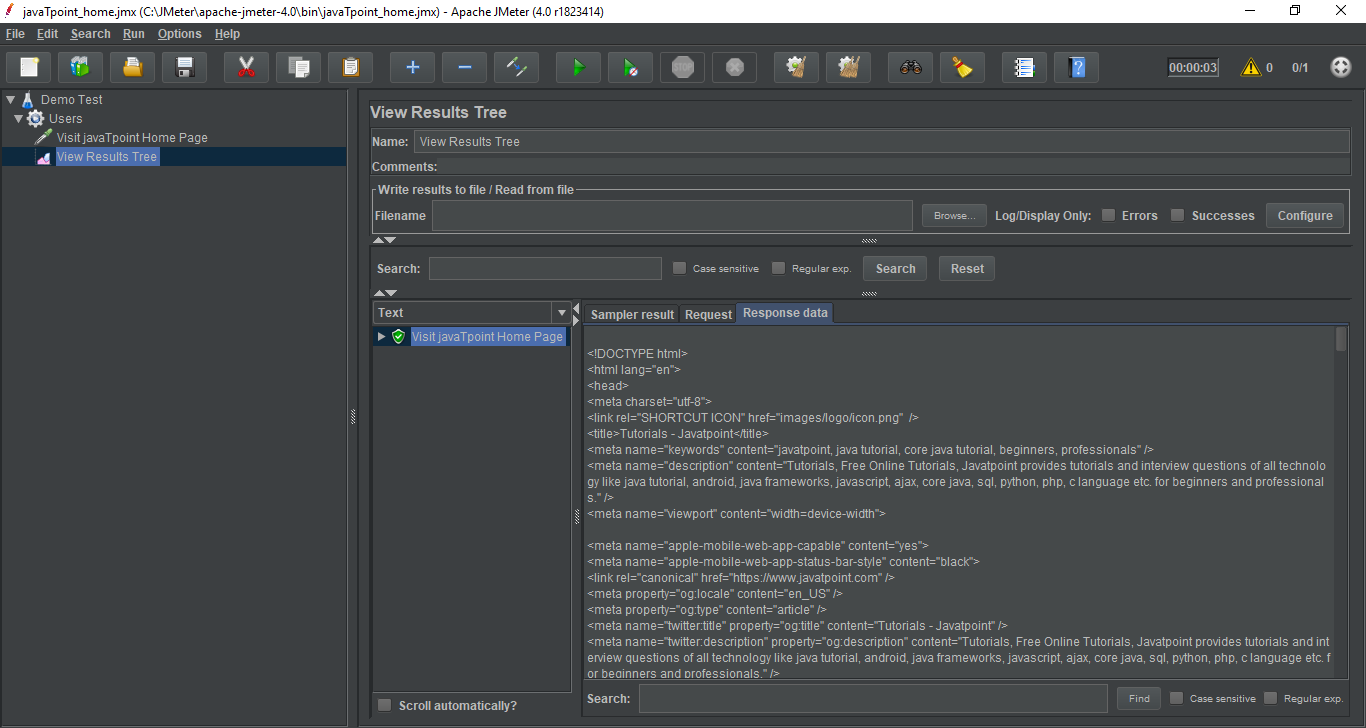 javaTpoint_home.jmx (C:\JMeter\apache-jmeter-4.0\bin\javaTpoint_home.jmx) - Apache JMeter (4.0 r1823414)
File Edit Search Run Options Help
STOP 00:00:03 0 0/1
Demo Test
Users
Visit javaTpoint Home Page
View Results Tree
View Results Tree
Name: View Results Tree
Comments:
Write results to file / Read from file
Filename Browse... Log/Display Only: Errors Successes Configure
Search: Case sensitive Regular exp. Search Reset
Text
Visit javaTpoint Home Page
Scroll automatically?
Sampler result Request Response data
<!DOCTYPE html>
<html lang="en">
<head>
<meta charset="utf-8">
<link rel="SHORTCUT ICON" href="images/logo/icon.png" />
<title>Tutorials - Javatpoint</title>
<meta name="keywords" content="javatpoint, java tutorial, core java tutorial, beginners, professionals" />
<meta name="description" content="Tutorials, Free Online Tutorials, Javatpoint provides tutorials and interview questions of all technolo
gy like java tutorial, android, java frameworks, javascript, ajax, core java, sql, python, php, c language etc. for beginners and professional
s." />
<meta name="viewport" content="width=device-width">
<meta name="apple-mobile-web-app-capable" content="yes">
<meta name="apple-mobile-web-app-status-bar-style" content="black">
<link rel="canonical" href="https://www.javatpoint.com" />
<meta property="og:locale" content="en_US" />
<meta property="og:type" content="article" />
<meta name="twitter:title" property="og:title" content="Tutorials - Javatpoint" />
<meta name="twitter:description" property="og:description" content="Tutorials, Free Online Tutorials, Javatpoint provides tutorials and int
erview questions of all technology like java tutorial, android, java frameworks, javascript, ajax, core java, sql, python, php, c language etc. f
or beginners and professionals." />
Search: Find Case sensitive Regular exp.